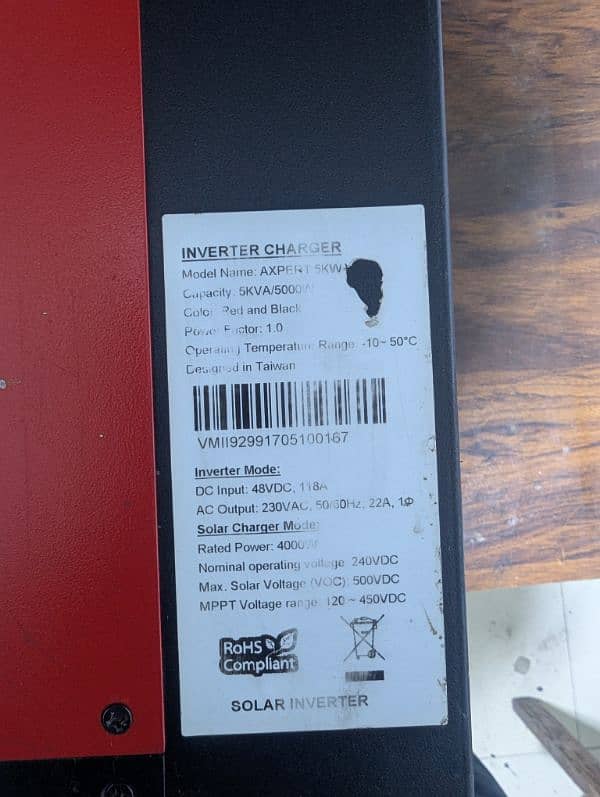 INVERTER CHARGER
Model Name: AXPERT 5KW
Capacity: 5KVA/5000W
Color: Red and Black
Power Factor: 1.0
Operating Temperature Range: -10~ 50°C
Designed in Taiwan
VMII92991705100167
Inverter Mode:
DC Input: 48VDC, 118A
AC Output: 230VAC, 50/60Hz, 22A, 1Φ
Solar Charger Mode:
Rated Power: 4000W
Nominal operating voltage: 240VDC
Max. Solar Voltage (VOC): 500VDC
MPPT Voltage range: 120 ~ 450VDC
RoHS
Compliant
SOLAR INVERTER